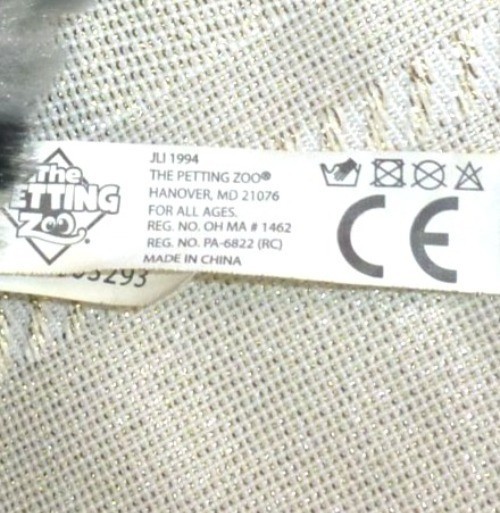 The
PETTING
ZOO®
JLI 1994
THE PETTING ZOO®
HANOVER, MD 21076
FOR ALL AGES.
REG. NO. OH MA # 1462
REG. NO. PA-6822 (RC)
MADE IN CHINA
CE